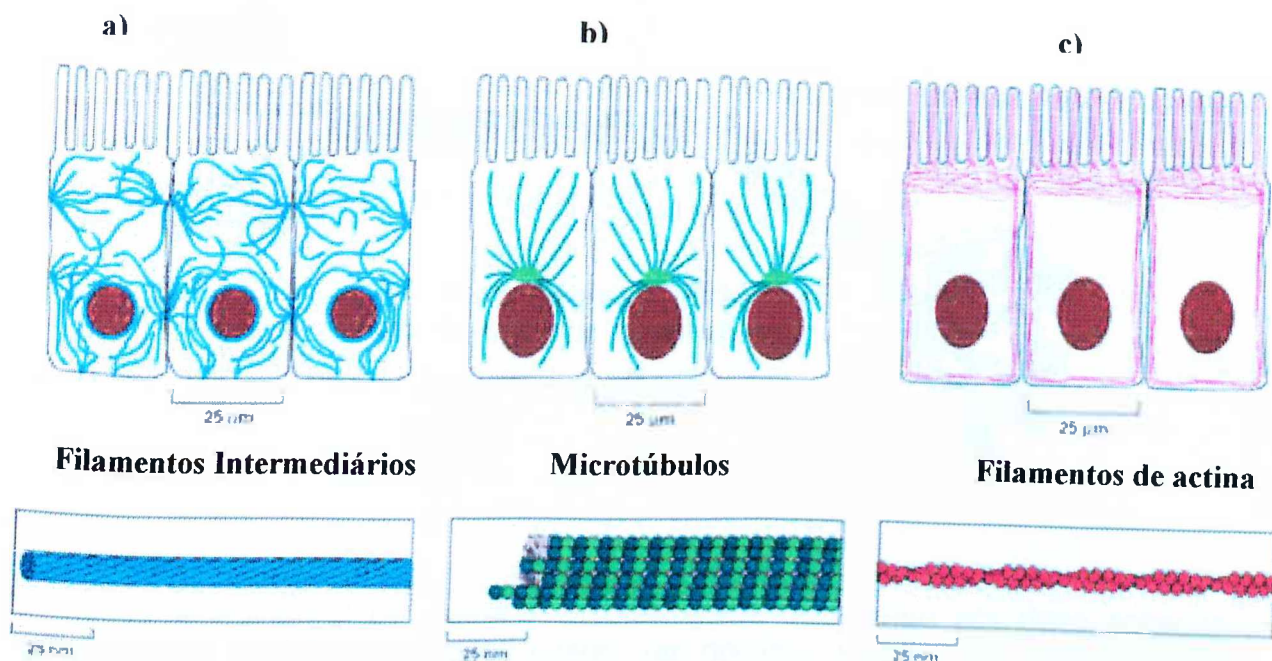 a)
b)
c)
25 µm
25 µm
25 µm
Filamentos Intermediários
Microtúbulos
Filamentos de actina
25 nm
25 nm
25 nm